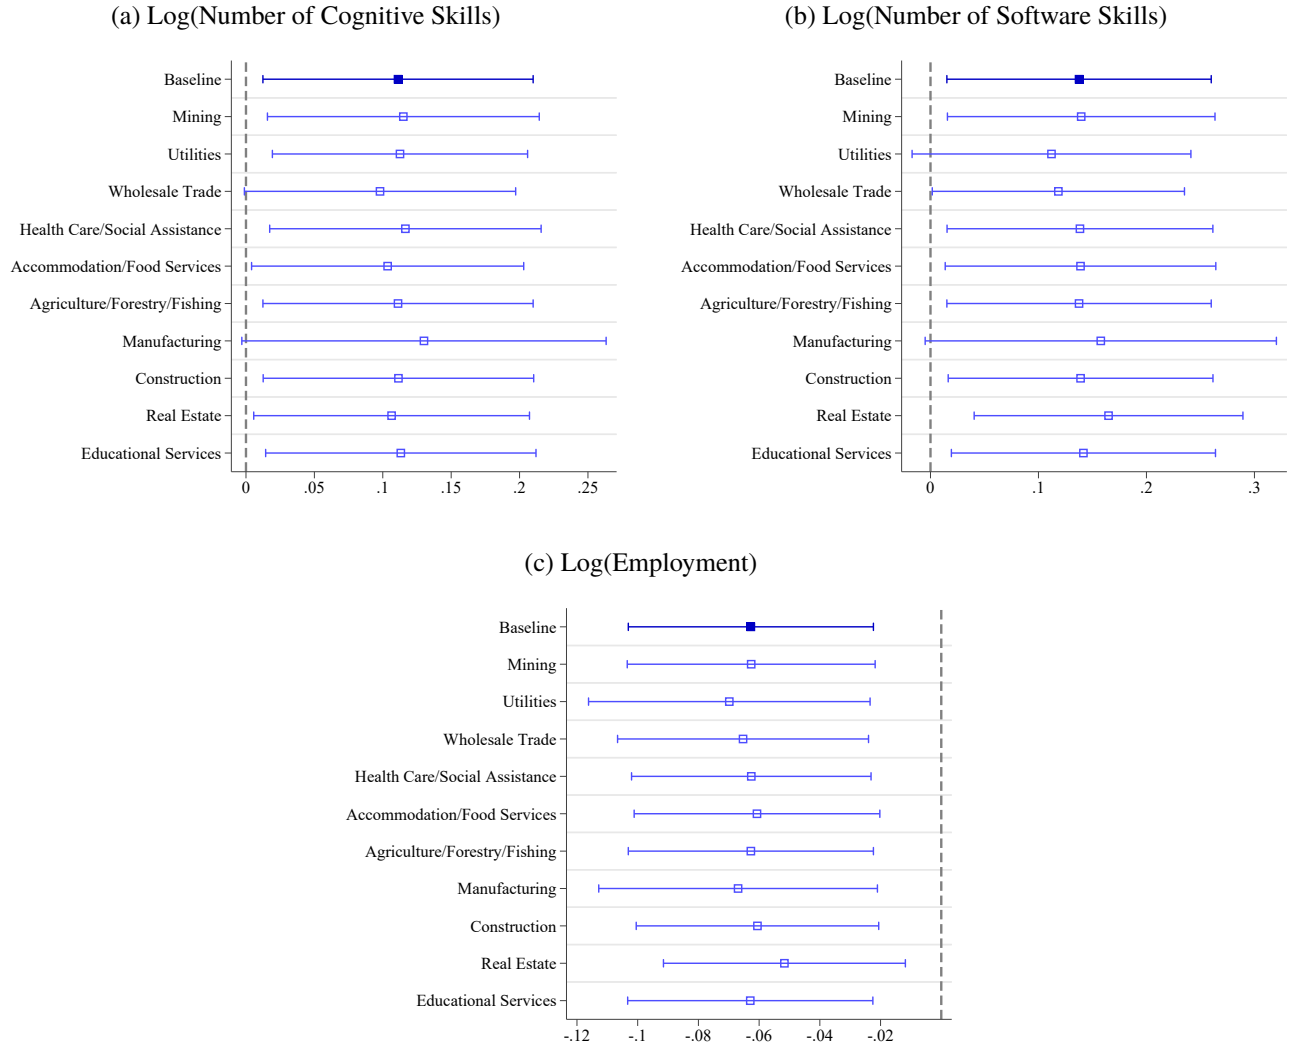 (a) Log(Number of Cognitive Skills)
Baseline
Mining
Utilities
Wholesale Trade
Health Care/Social Assistance
Accommodation/Food Services
Agriculture/Forestry/Fishing
Manufacturing
Construction
Real Estate
Educational Services
0 .05 .1 .15 .2 .25
(b) Log(Number of Software Skills)
Baseline
Mining
Utilities
Wholesale Trade
Health Care/Social Assistance
Accommodation/Food Services
Agriculture/Forestry/Fishing
Manufacturing
Construction
Real Estate
Educational Services
0 .1 .2 .3
(c) Log(Employment)
Baseline
Mining
Utilities
Wholesale Trade
Health Care/Social Assistance
Accommodation/Food Services
Agriculture/Forestry/Fishing
Manufacturing
Construction
Real Estate
Educational Services
-.12 -.1 -.08 -.06 -.04 -.02